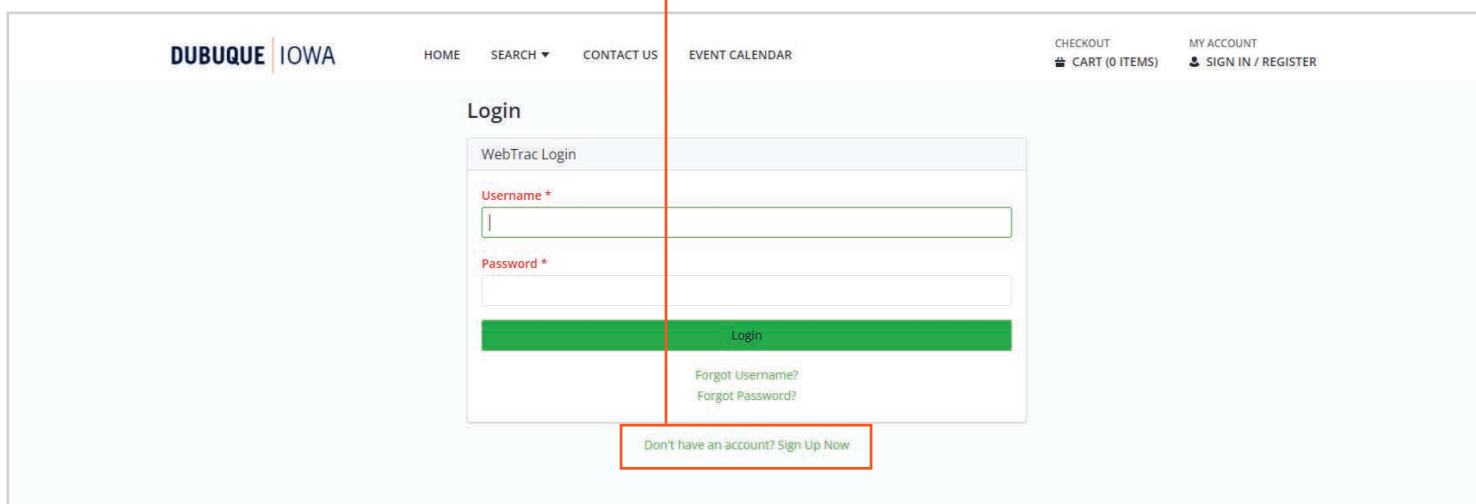 DUBUQUE IOWA
HOME SEARCH CONTACT US EVENT CALENDAR
CHECKOUT
CART (0 ITEMS)
MY ACCOUNT
SIGN IN / REGISTER
Login
WebTrac Login
Username *
Password *
Login
Forgot Username?
Forgot Password?
Don't have an account? Sign Up Now